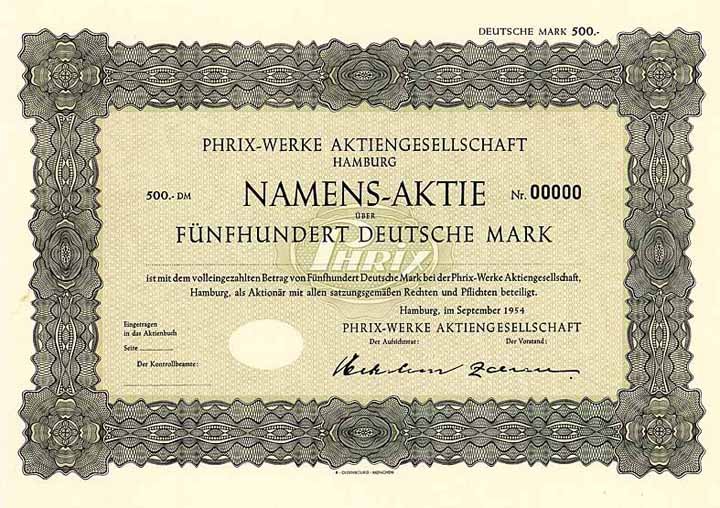 DEUTSCHE MARK 500.-
PHRIX-WERKE AKTIENGESELLSCHAFT
HAMBURG
500.- DM NAMENS-AKTIE Nr. 00000
ÜBER
FÜNFHUNDERT DEUTSCHE MARK
PHRIX
ist mit dem volleingezahlten Betrag von Fünfhundert Deutsche Mark bei der Phrix-Werke Aktiengesellschaft,
Hamburg, als Aktionär mit allen satzungsgemäßen Rechten und Pflichten beteiligt.
Hamburg, im September 1954
Eingetragen
in das Aktienbuch
PHRIX-WERKE AKTIENGESELLSCHAFT
Der Aufsichtsrat: Der Vorstand:
Seite
Der Kontrollbeamte:
R · OLDENBOURG · MÜNCHEN